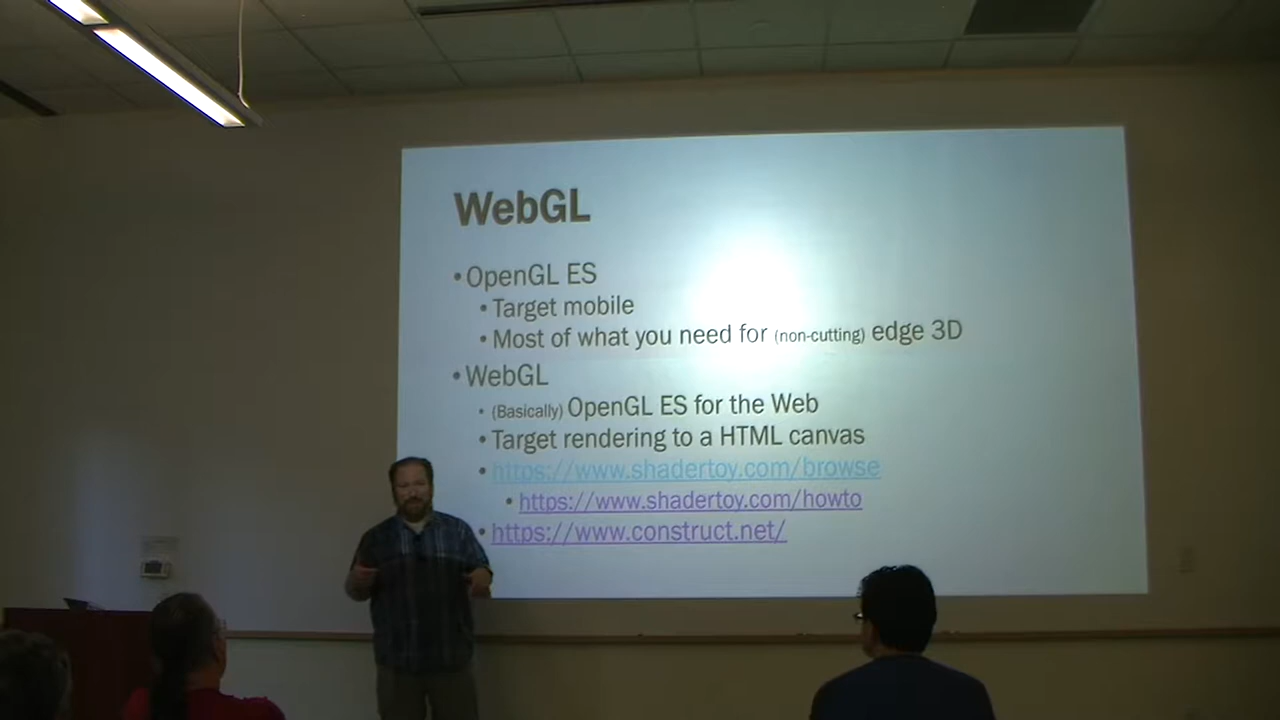 WebGL
• OpenGL ES
• Target mobile
• Most of what you need for (non-cutting) edge 3D
• WebGL
• (Basically) OpenGL ES for the Web
• Target rendering to a HTML canvas
• https://www.shadertoy.com/browse
• https://www.shadertoy.com/howto
• https://www.construct.net/